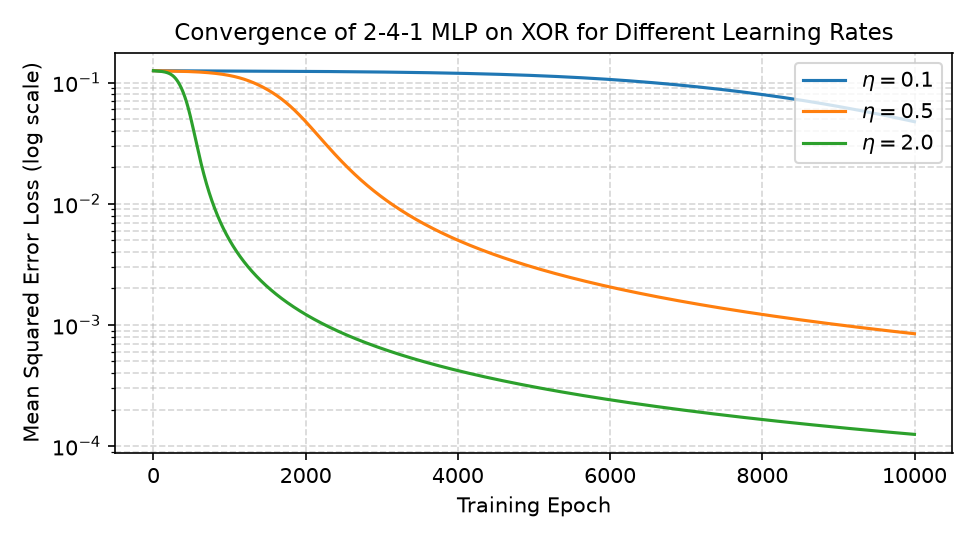 Convergence of 2-4-1 MLP on XOR for Different Learning Rates
Mean Squared Error Loss (log scale)
10⁻¹
10⁻²
10⁻³
10⁻⁴
η = 0.1
η = 0.5
η = 2.0
0 2000 4000 6000 8000 10000
Training Epoch